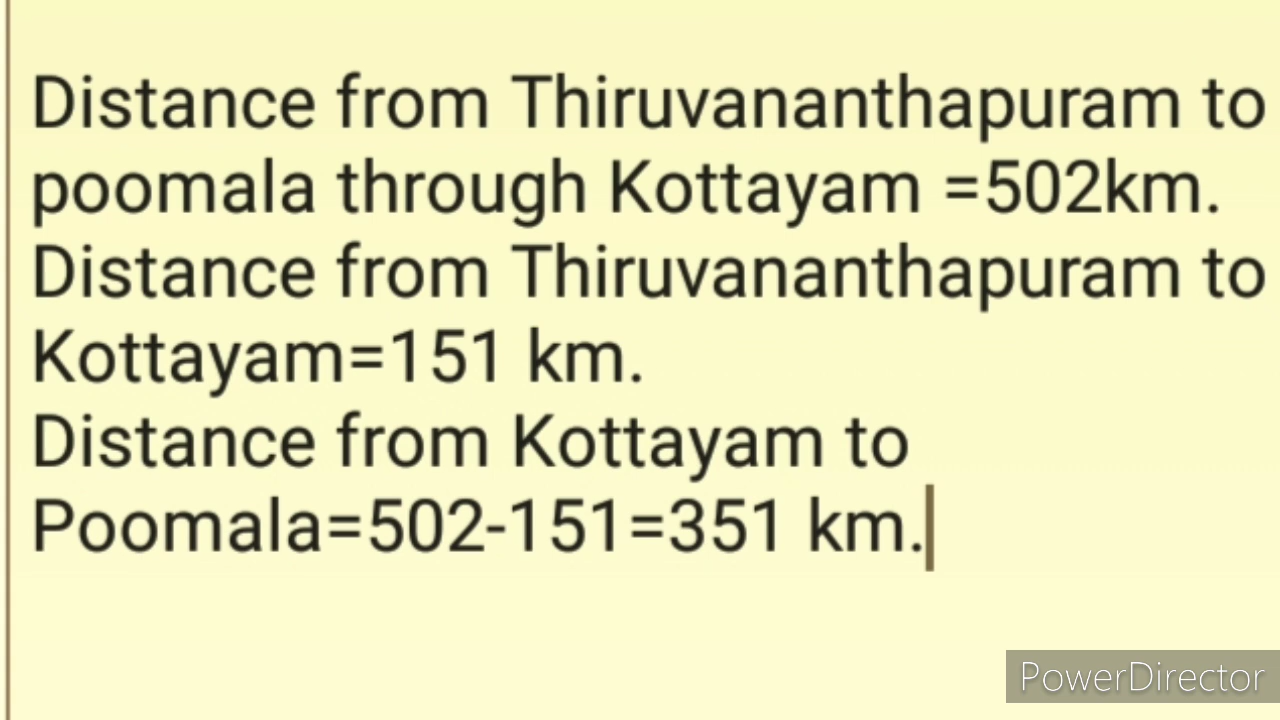 Distance from Thiruvananthapuram to
poomala through Kottayam =502km.
Distance from Thiruvananthapuram to
Kottayam=151 km.
Distance from Kottayam to
Poomala=502-151=351 km.
PowerDirector